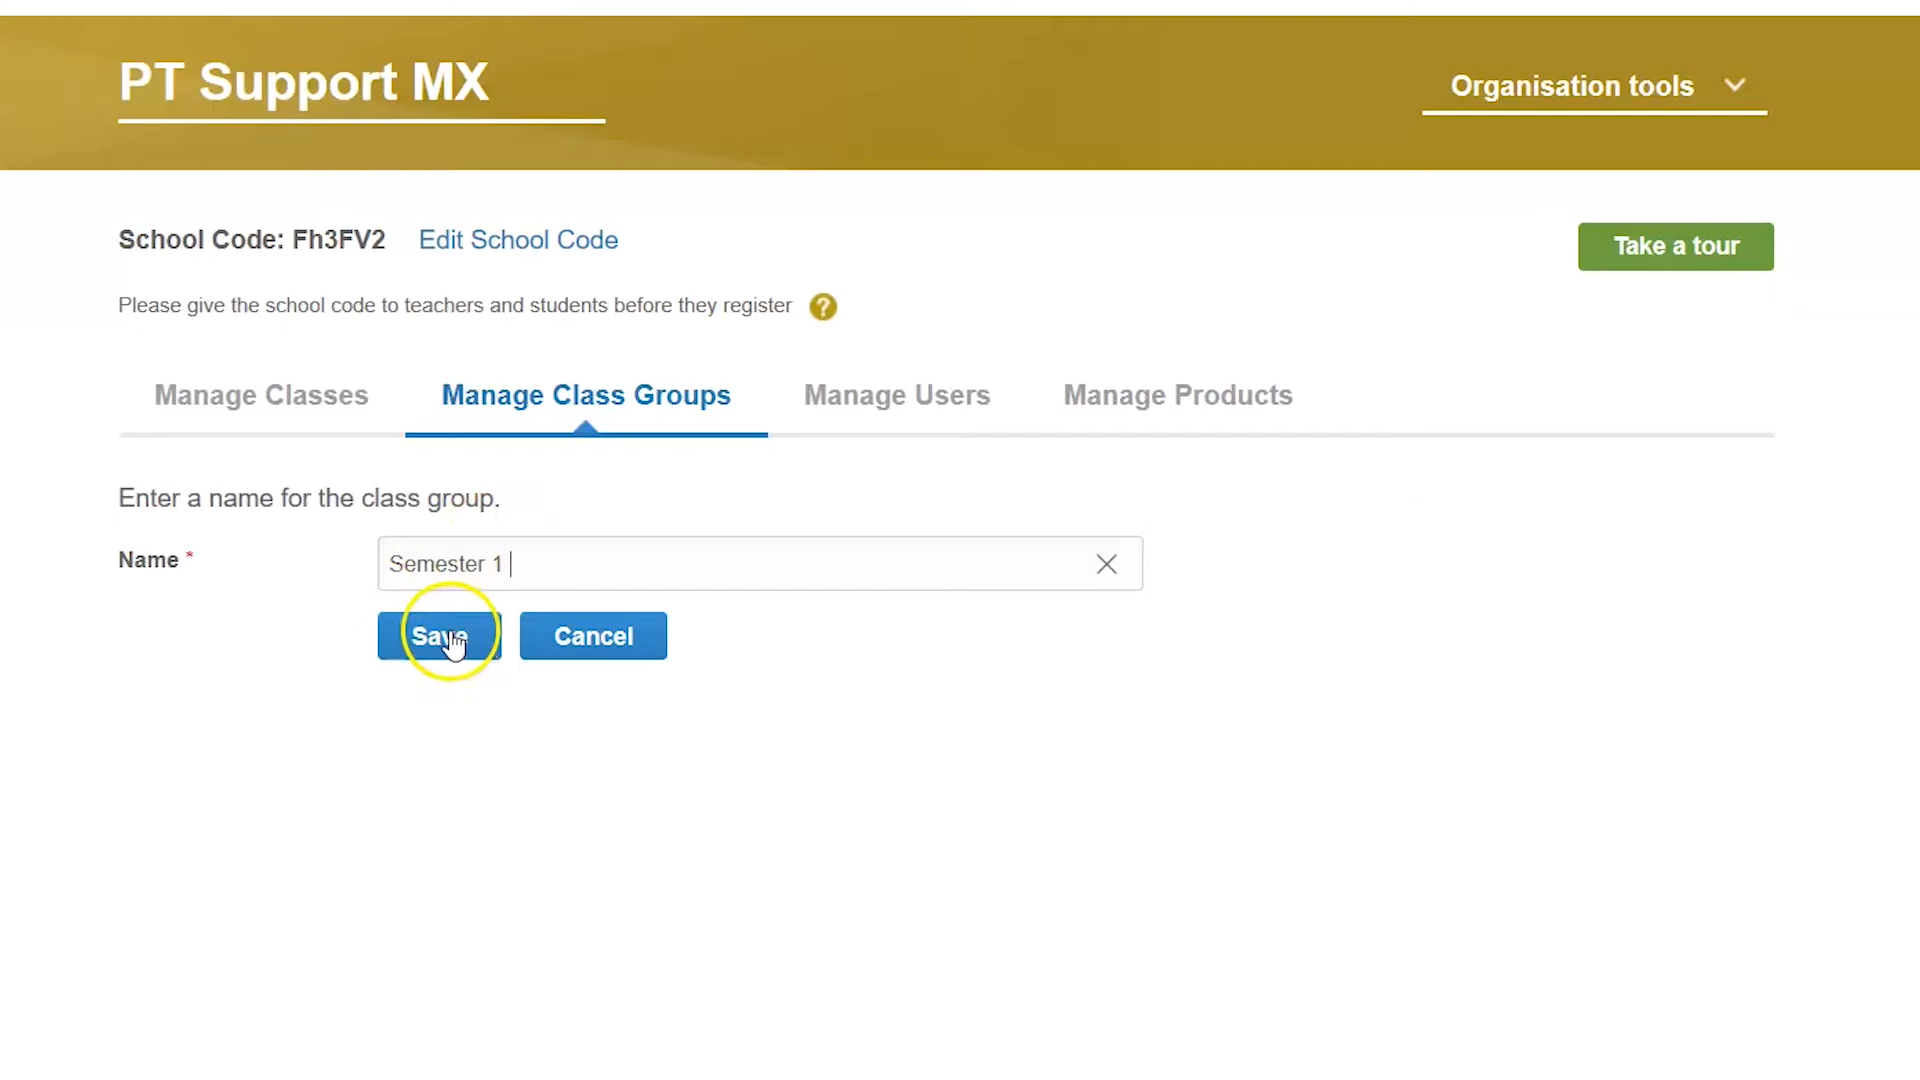 PT Support MX
Organisation tools
School Code: Fh3FV2 Edit School Code
Take a tour
Please give the school code to teachers and students before they register ?
Manage Classes Manage Class Groups Manage Users Manage Products
Enter a name for the class group.
Name * Semester 1
Save Cancel